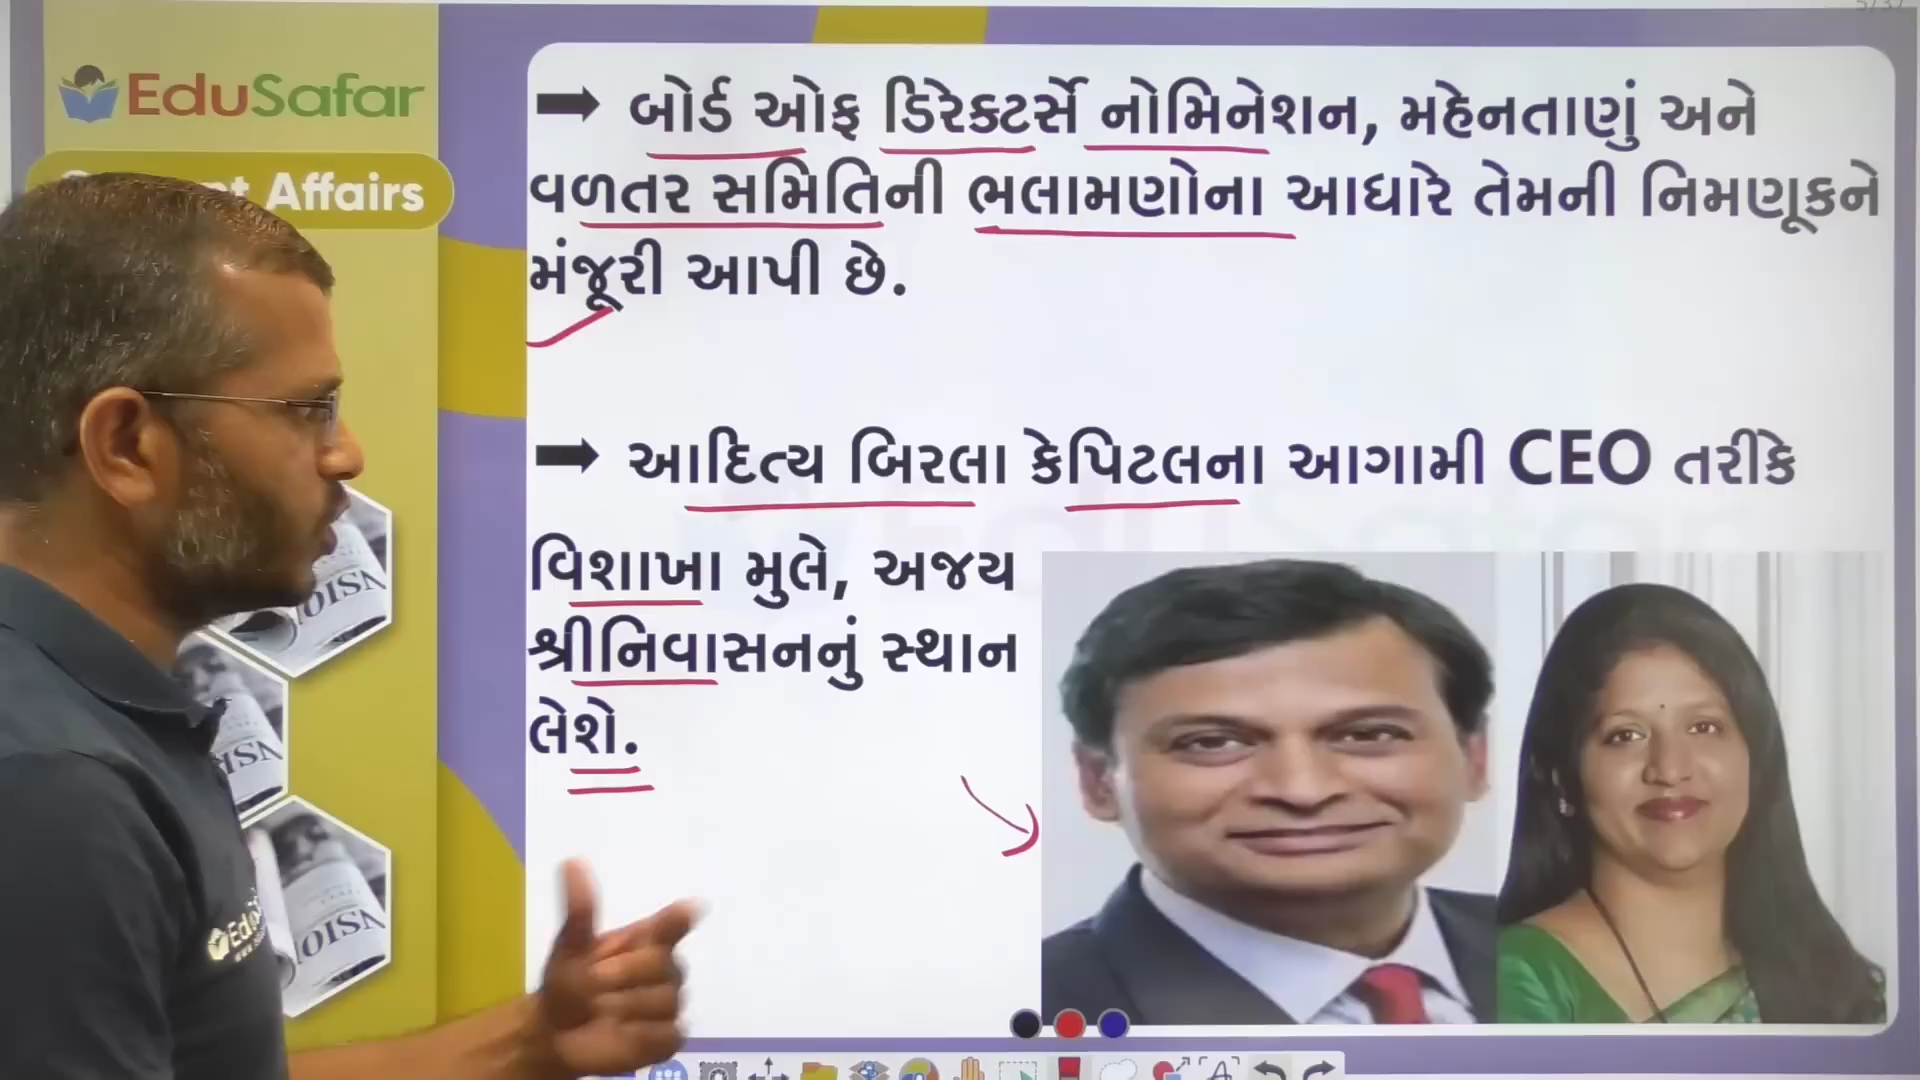 EduSafar
Affairs
➡ બોર્ડ ઓફ ડિરેક્ટર્સે નોમિનેશન, મહેનતાણું અને
વળતર સમિતિની ભલામણોના આધારે તેમની નિમણૂકને
મંજૂરી આપી છે.
➡ આદિત્ય બિરલા કેપિટલના આગામી CEO તરીકે
વિશાખા મુલે, અજય
શ્રીનિવાસનનું સ્થાન
લેશે.